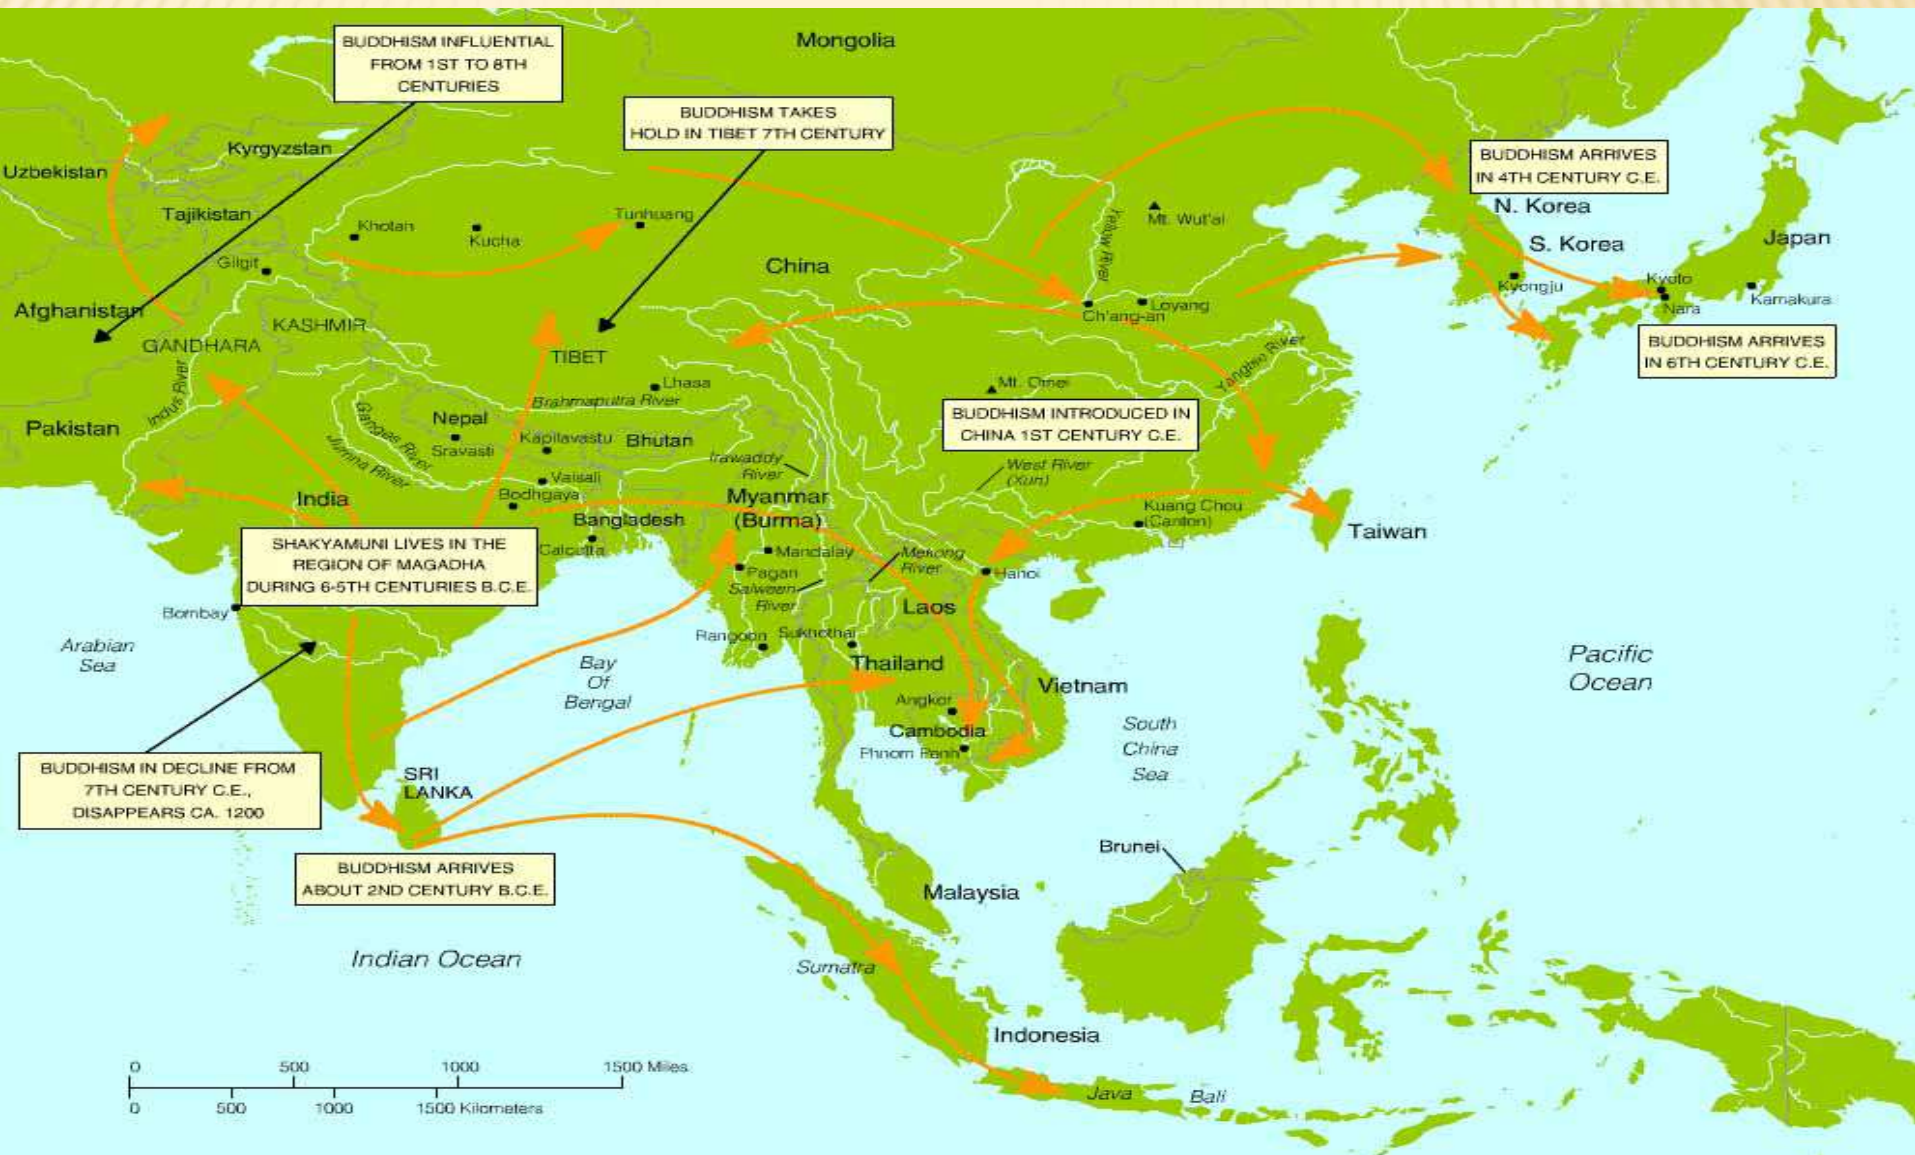 BUDDHISM INFLUENTIAL
FROM 1ST TO 8TH
CENTURIES
Mongolia
BUDDHISM TAKES
HOLD IN TIBET 7TH CENTURY
BUDDHISM ARRIVES
IN 4TH CENTURY C.E.
Kyrgyzstan
Uzbekistan
Tajikistan
Khotan
Kucha
Tunhuang
Mt. Wut'ai
Yellow River
N. Korea
S. Korea
Japan
Gilgit
China
Afghanistan
KASHMIR
GANDHARA
Loyang
Ch'ang-an
Kyongju
Kyoto
Nara
Kamakura
BUDDHISM ARRIVES
IN 6TH CENTURY C.E.
TIBET
Indus River
Lhasa
Brahmaputra River
Mt. Omei
Yangtse River
BUDDHISM INTRODUCED IN
CHINA 1ST CENTURY C.E.
Pakistan
Ganges River
Jumna River
Nepal
Sravasti
Kapilavastu
Bhutan
Vaisali
Bodhgaya
Irawaddy
River
West River
(Xun)
India
Myanmar
(Burma)
Kuang Chou
(Canton)
Bangladesh
Calcutta
Taiwan
SHAKYAMUNI LIVES IN THE
REGION OF MAGADHA
DURING 6-5TH CENTURIES B.C.E.
Mandalay
Pagan
Mekong
River
Hanoi
Salween
River
Bombay
Laos
Arabian
Sea
Rangoon
Sukhothai
Thailand
Bay
Of
Bengal
Pacific
Ocean
Vietnam
Angkor
Cambodia
Phnom Penh
South
China
Sea
BUDDHISM IN DECLINE FROM
7TH CENTURY C.E.,
DISAPPEARS CA. 1200
SRI
LANKA
BUDDHISM ARRIVES
ABOUT 2ND CENTURY B.C.E.
Brunei
Malaysia
Indian Ocean
Sumatra
Indonesia
Java
Bali
0 500 1000 1500 Miles
0 500 1000 1500 Kilometers